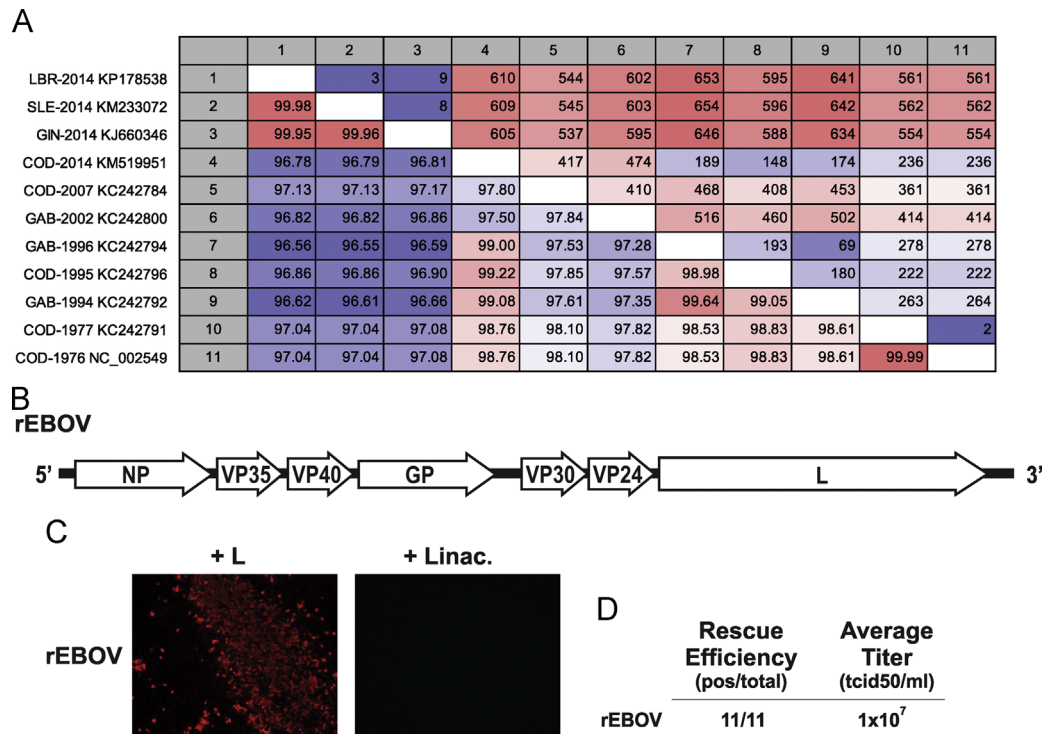 A
1 2 3 4 5 6 7 8 9 10 11
LBR-2014 KP178538 1 3 9 610 544 602 653 595 641 561 561
SLE-2014 KM233072 2 99.98 8 609 545 603 654 596 642 562 562
GIN-2014 KJ660346 3 99.95 99.96 605 537 595 646 588 634 554 554
COD-2014 KM519951 4 96.78 96.79 96.81 417 474 189 148 174 236 236
COD-2007 KC242784 5 97.13 97.13 97.17 97.80 410 468 408 453 361 361
GAB-2002 KC242800 6 96.82 96.82 96.86 97.50 97.84 516 460 502 414 414
GAB-1996 KC242794 7 96.56 96.55 96.59 99.00 97.53 97.28 193 69 278 278
COD-1995 KC242796 8 96.86 96.86 96.90 99.22 97.85 97.57 98.98 180 222 222
GAB-1994 KC242792 9 96.62 96.61 96.66 99.08 97.61 97.35 99.64 99.05 263 264
COD-1977 KC242791 10 97.04 97.04 97.08 98.76 98.10 97.82 98.53 98.83 98.61 2
COD-1976 NC_002549 11 97.04 97.04 97.08 98.76 98.10 97.82 98.53 98.83 98.61 99.99
B
rEBOV
5' NP VP35 VP40 GP VP30 VP24 L 3'
C
+ L + Linac.
rEBOV
D
Rescue Average
Efficiency Titer
(pos/total) (tcid50/ml)
rEBOV 11/11 1x10⁷